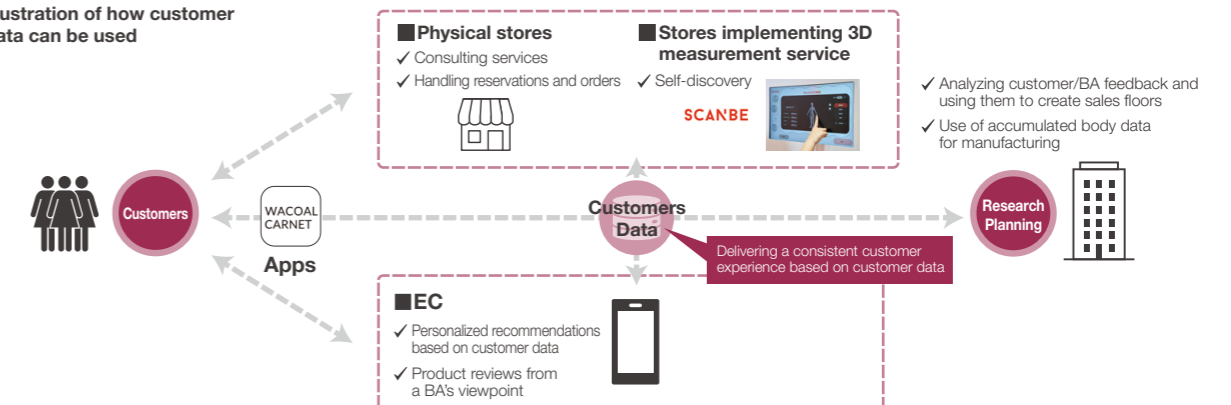 ustration of how customer
ata can be used
■Physical stores
✓ Consulting services
✓ Handling reservations and orders
■Stores implementing 3D
measurement service
✓ Self-discovery
SCANBE
✓ Analyzing customer/BA feedback and
using them to create sales floors
✓ Use of accumulated body data
for manufacturing
Customers
WACOAL
CARNET
Apps
Customers
Data
Research
Planning
Delivering a consistent customer
experience based on customer data
■EC
✓ Personalized recommendations
based on customer data
✓ Product reviews from
a BA's viewpoint